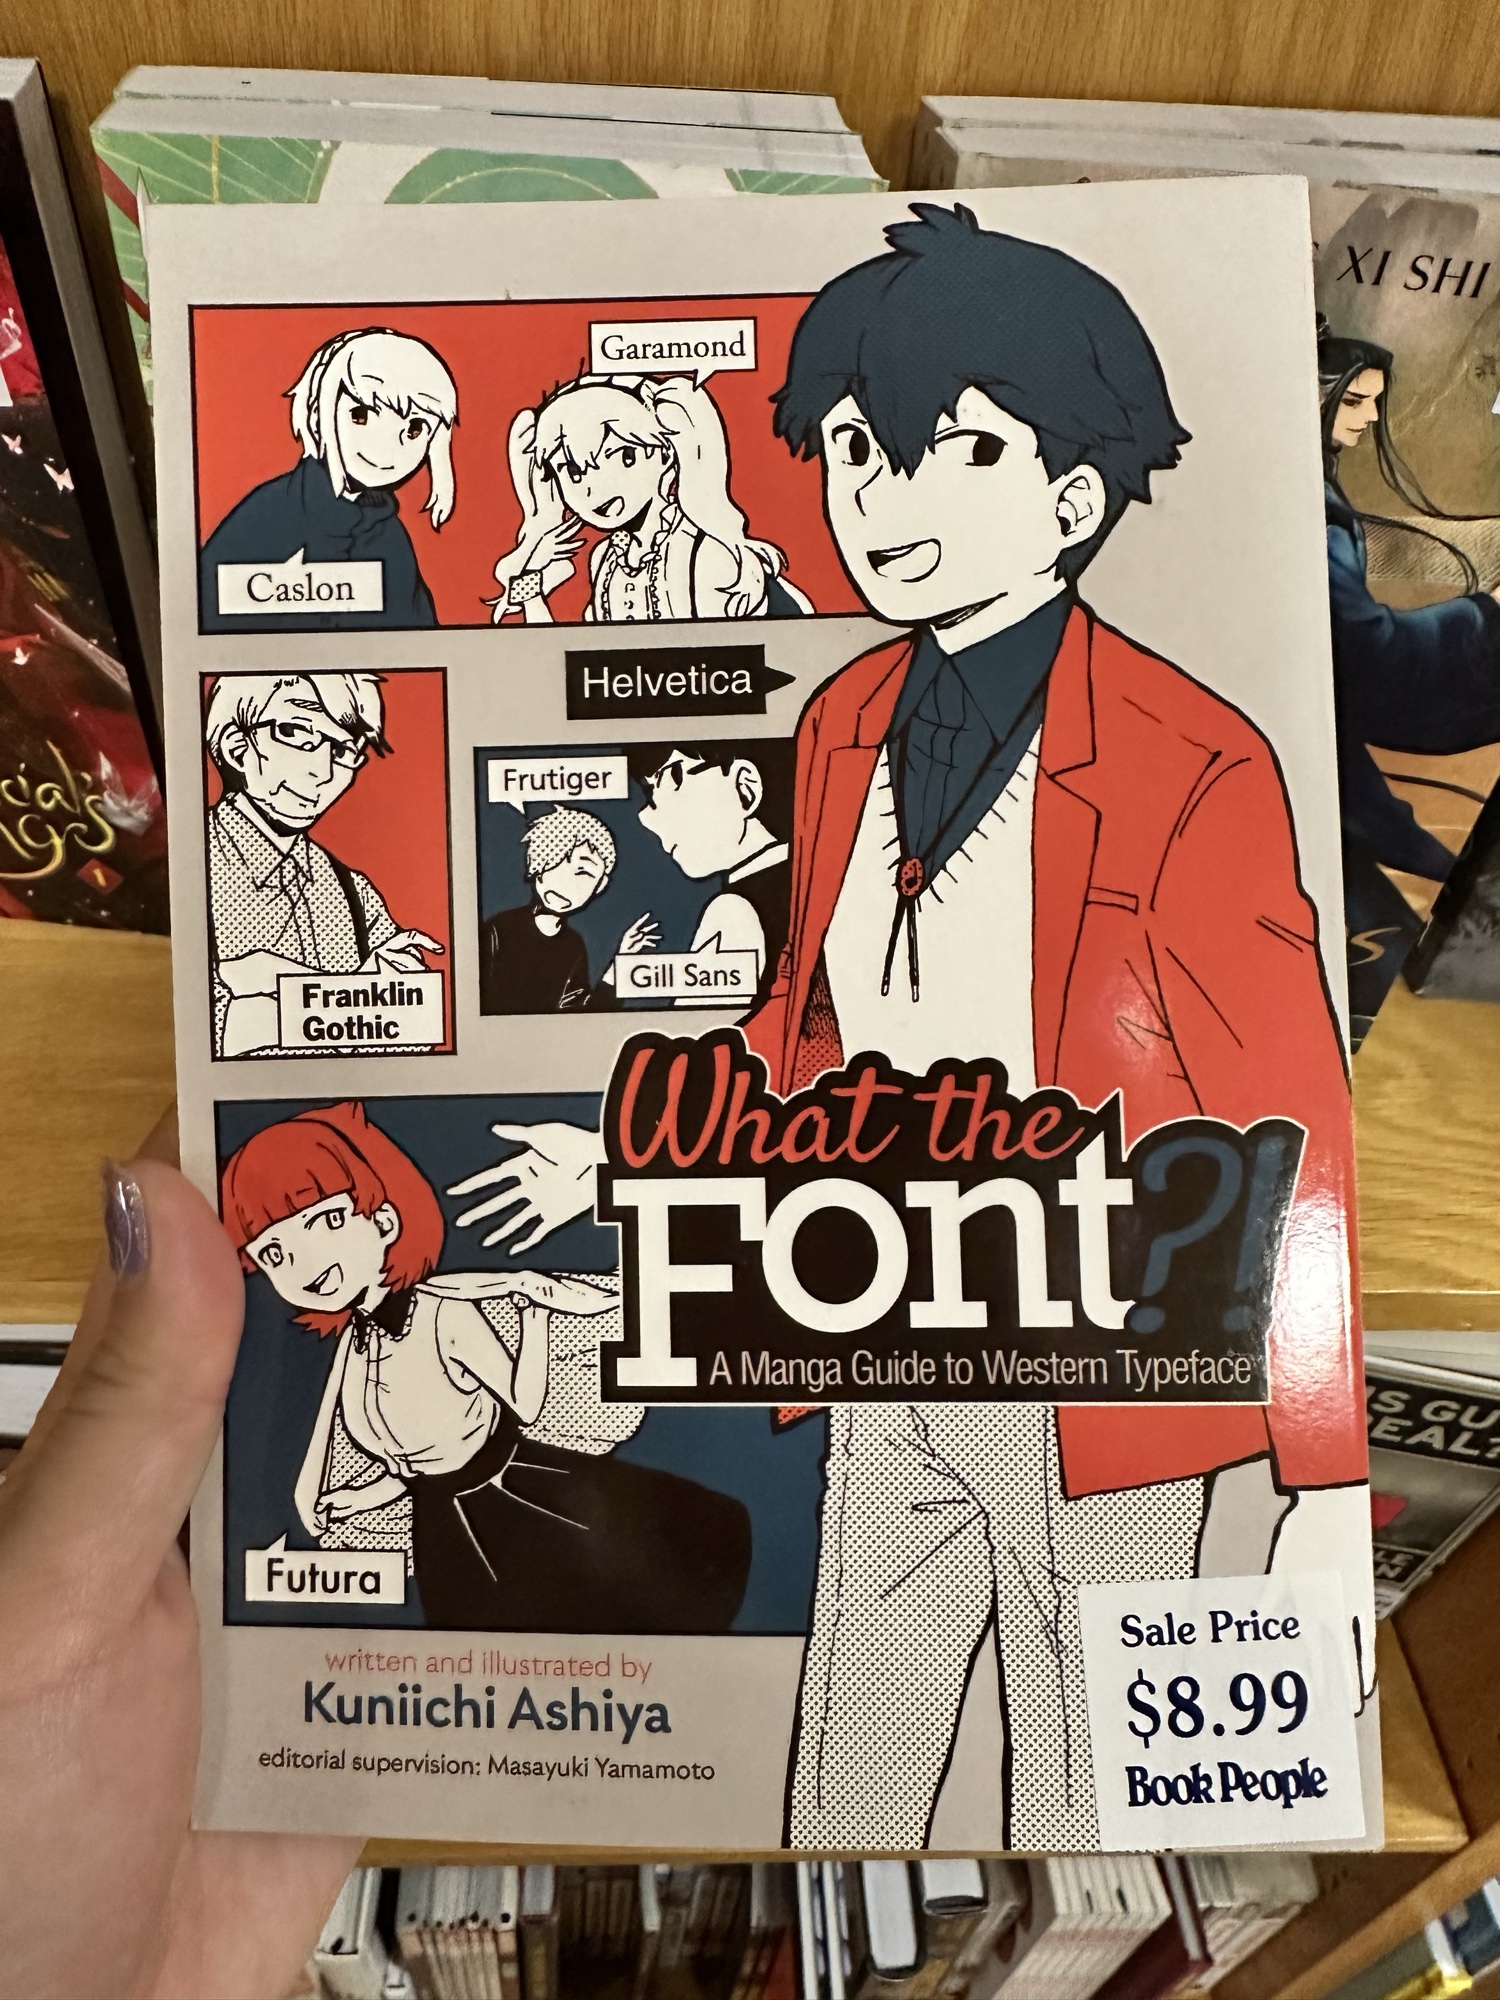 Garamond
Caslon
Helvetica
Frutiger
Gill Sans
Franklin
Gothic
What the
Font?!
A Manga Guide to Western Typeface
Futura
written and illustrated by
Kuniichi Ashiya
editorial supervision: Masayuki Yamamoto
Sale Price
$8.99
Book People
XI SHI